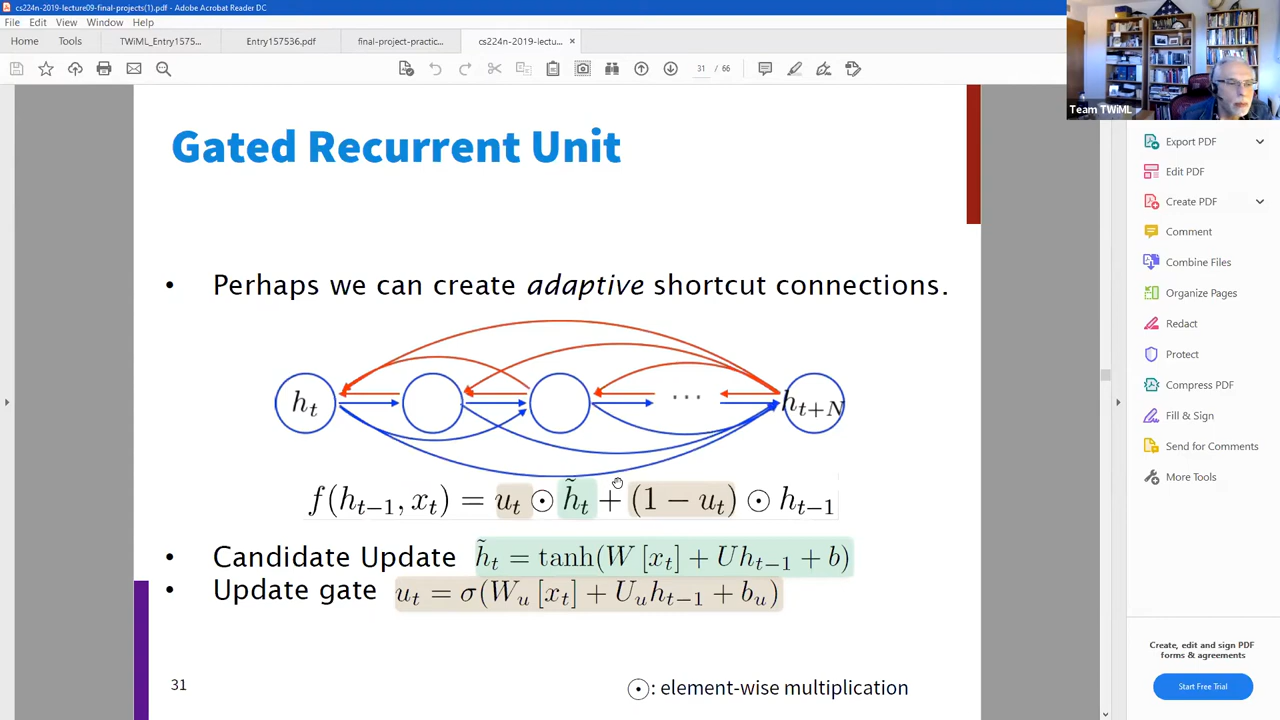 cs224n-2019-lecture09-final-projects(1).pdf - Adobe Acrobat Reader DC
File Edit View Window Help
Home Tools TWiML_Entry1575... Entry157536.pdf final-project-practic... cs224n-2019-lectu... ×
31 / 66
Team TWiML
Gated Recurrent Unit
• Perhaps we can create adaptive shortcut connections.
h_t ... h_{t+N}
f(h_{t-1}, x_t) = u_t ⊙ h̃_t + (1 − u_t) ⊙ h_{t-1}
• Candidate Update h̃_t = tanh(W [x_t] + Uh_{t-1} + b)
• Update gate u_t = σ(W_u [x_t] + U_u h_{t-1} + b_u)
31
⊙: element-wise multiplication
Export PDF
Edit PDF
Create PDF
Comment
Combine Files
Organize Pages
Redact
Protect
Compress PDF
Fill & Sign
Send for Comments
More Tools
Create, edit and sign PDF
forms & agreements
Start Free Trial